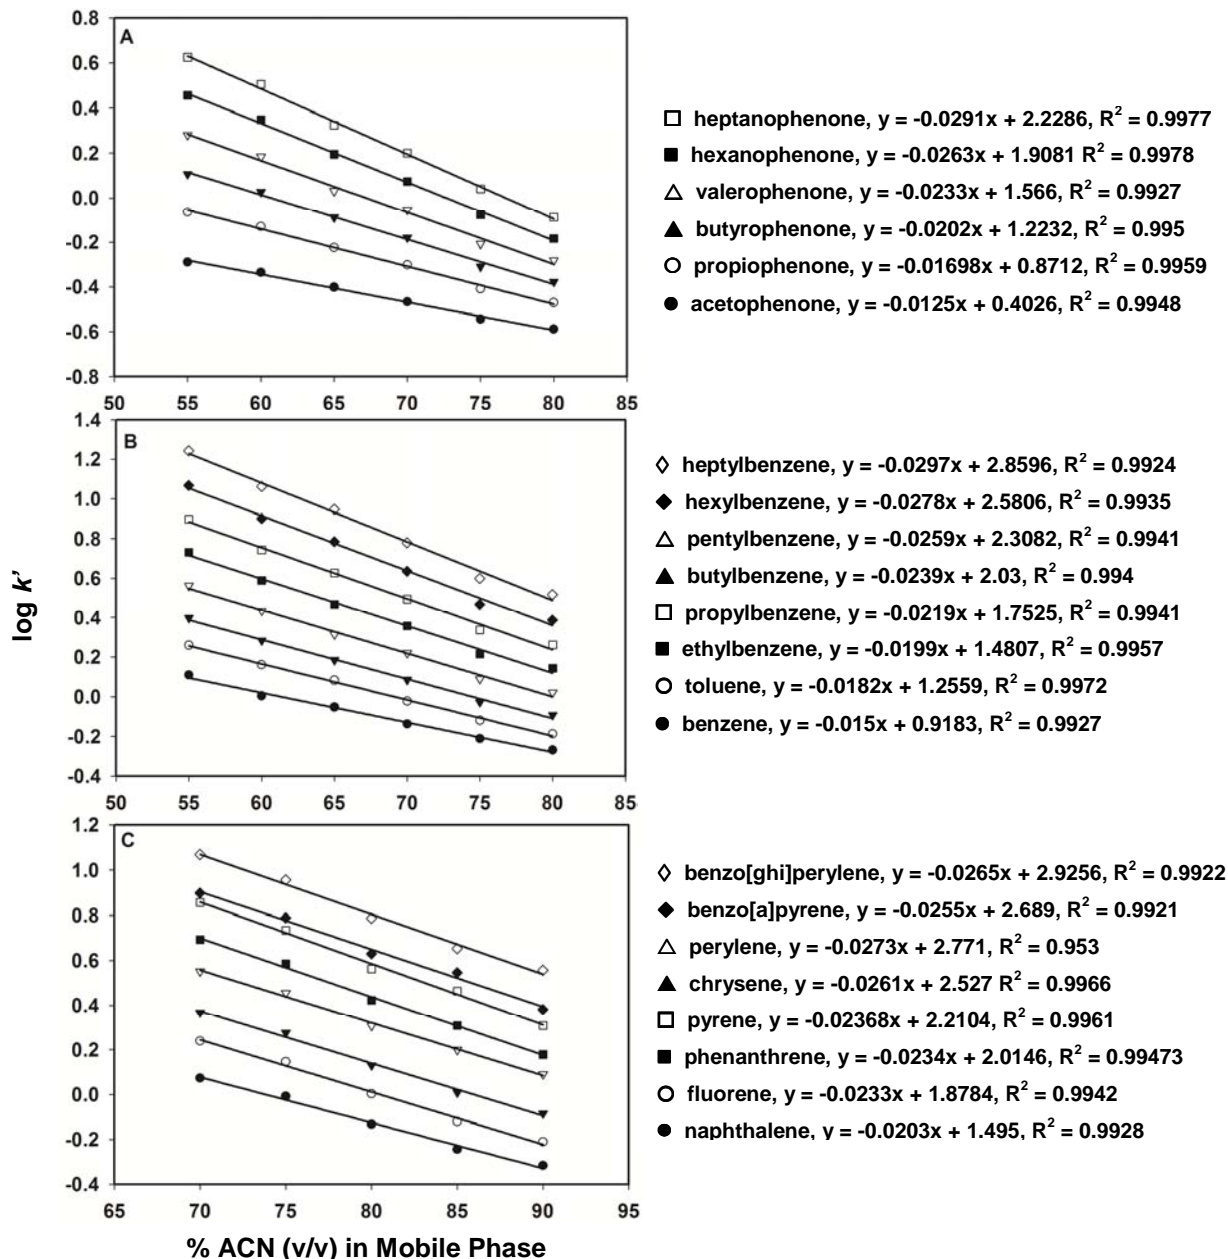 A
0.8
0.6
0.4
0.2
0.0
-0.2
-0.4
-0.6
-0.8
50 55 60 65 70 75 80 85
heptanophenone, y = -0.0291x + 2.2286, R² = 0.9977
hexanophenone, y = -0.0263x + 1.9081 R² = 0.9978
valerophenone, y = -0.0233x + 1.566, R² = 0.9927
butyrophenone, y = -0.0202x + 1.2232, R² = 0.995
propiophenone, y = -0.01698x + 0.8712, R² = 0.9959
acetophenone, y = -0.0125x + 0.4026, R² = 0.9948
B
1.4
1.2
1.0
0.8
0.6
0.4
0.2
0.0
-0.2
-0.4
50 55 60 65 70 75 80 85
log k'
heptylbenzene, y = -0.0297x + 2.8596, R² = 0.9924
hexylbenzene, y = -0.0278x + 2.5806, R² = 0.9935
pentylbenzene, y = -0.0259x + 2.3082, R² = 0.9941
butylbenzene, y = -0.0239x + 2.03, R² = 0.994
propylbenzene, y = -0.0219x + 1.7525, R² = 0.9941
ethylbenzene, y = -0.0199x + 1.4807, R² = 0.9957
toluene, y = -0.0182x + 1.2559, R² = 0.9972
benzene, y = -0.015x + 0.9183, R² = 0.9927
C
1.2
1.0
0.8
0.6
0.4
0.2
0.0
-0.2
-0.4
65 70 75 80 85 90 95
% ACN (v/v) in Mobile Phase
benzo[ghi]perylene, y = -0.0265x + 2.9256, R² = 0.9922
benzo[a]pyrene, y = -0.0255x + 2.689, R² = 0.9921
perylene, y = -0.0273x + 2.771, R² = 0.953
chrysene, y = -0.0261x + 2.527 R² = 0.9966
pyrene, y = -0.02368x + 2.2104, R² = 0.9961
phenanthrene, y = -0.0234x + 2.0146, R² = 0.99473
fluorene, y = -0.0233x + 1.8784, R² = 0.9942
naphthalene, y = -0.0203x + 1.495, R² = 0.9928